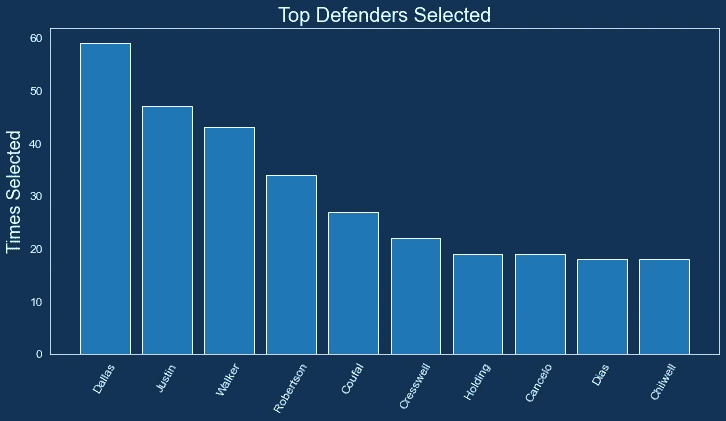 Top Defenders Selected
Times Selected
60
50
40
30
20
10
0
Dallas
Justin
Walker
Robertson
Coufal
Cresswell
Holding
Cancelo
Dias
Chilwell